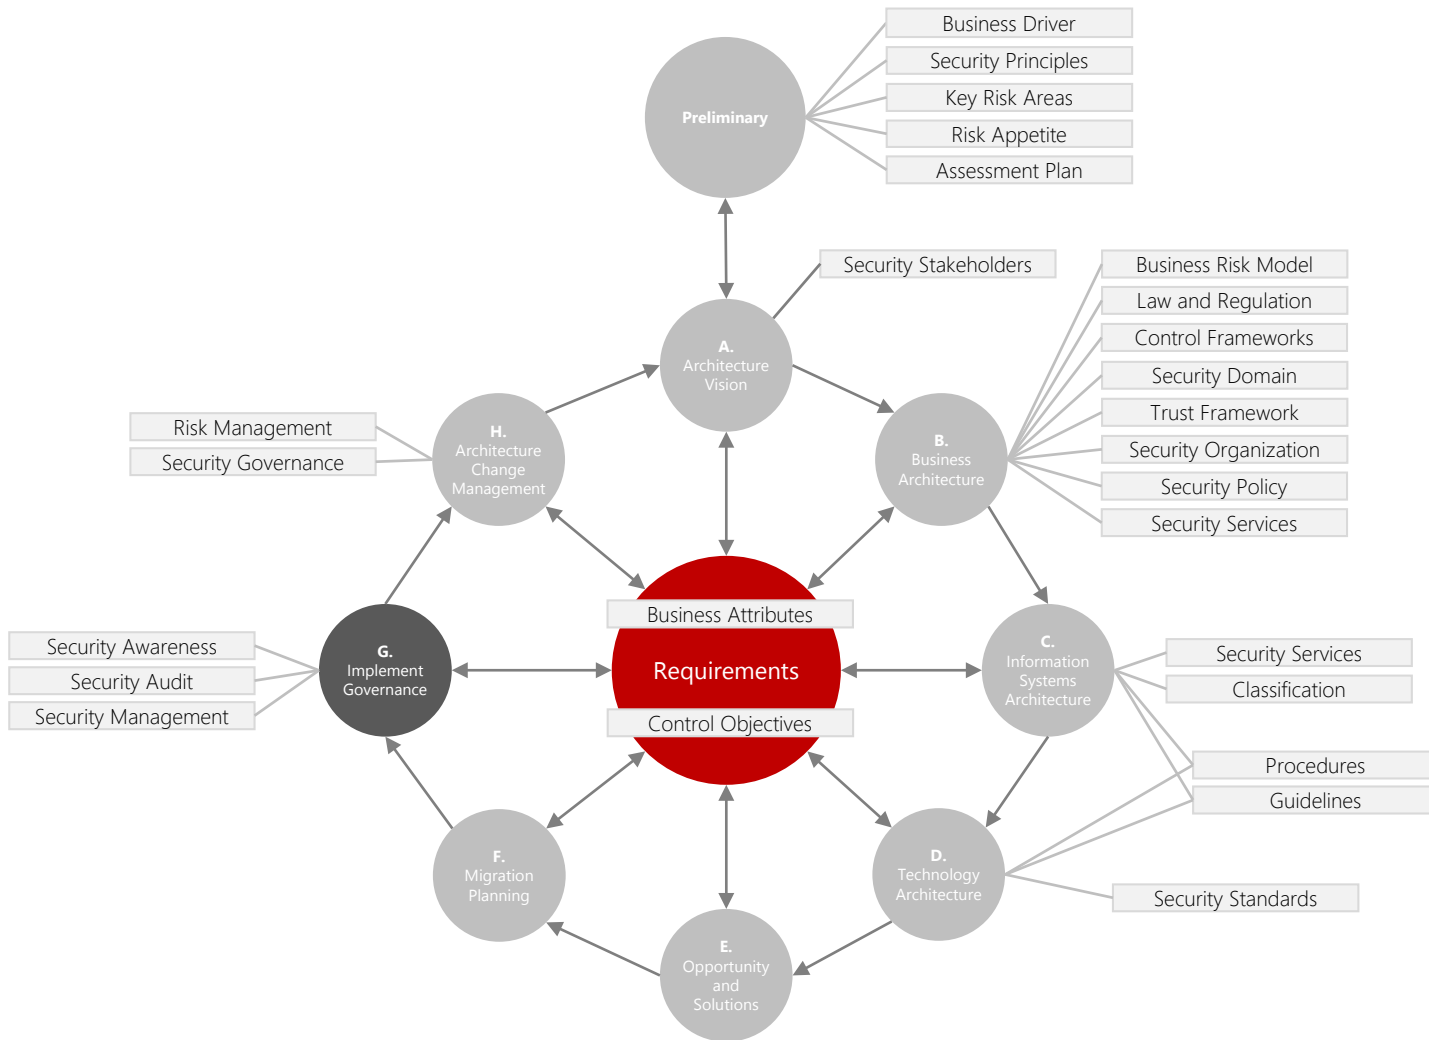 Business Driver
Security Principles
Preliminary
Key Risk Areas
Risk Appetite
Assessment Plan
Security Stakeholders
A.
Architecture
Vision
Business Risk Model
Law and Regulation
Control Frameworks
Security Domain
Trust Framework
Security Organization
Security Policy
Security Services
Risk Management
Security Governance
H.
Architecture
Change
Management
B.
Business
Architecture
Business Attributes
Requirements
Control Objectives
Security Awareness
Security Audit
Security Management
G.
Implement
Governance
C.
Information
Systems
Architecture
Security Services
Classification
Procedures
Guidelines
F.
Migration
Planning
D.
Technology
Architecture
Security Standards
E.
Opportunity
and
Solutions